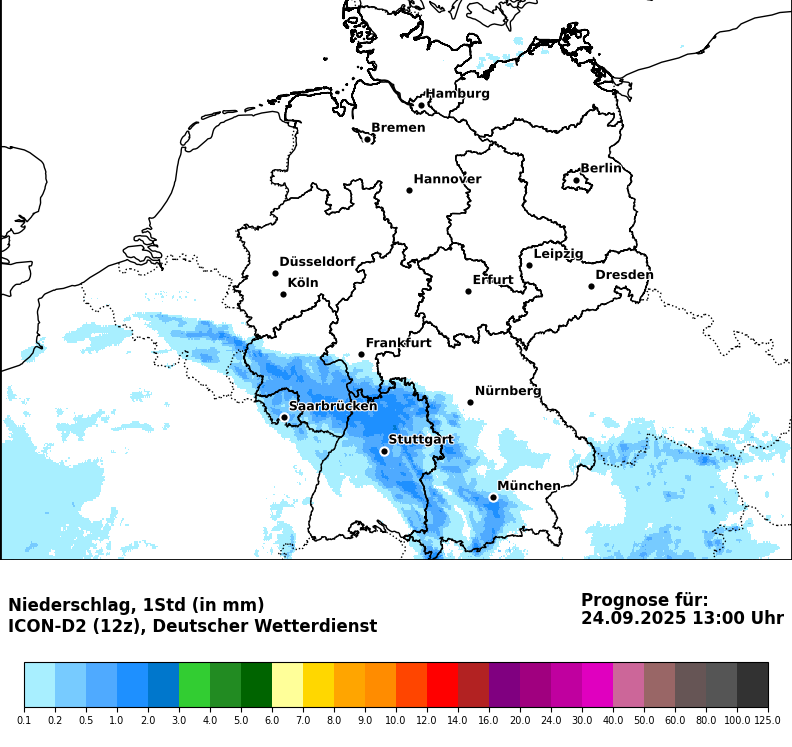 Hamburg
Bremen
Berlin
Hannover
Leipzig
Düsseldorf
Dresden
Köln
Erfurt
Frankfurt
Nürnberg
Saarbrücken
Stuttgart
München
Niederschlag, 1Std (in mm)
ICON-D2 (12z), Deutscher Wetterdienst
Prognose für:
24.09.2025 13:00 Uhr
0.1 0.2 0.5 1.0 2.0 3.0 4.0 5.0 6.0 7.0 8.0 9.0 10.0 12.0 14.0 16.0 20.0 24.0 30.0 40.0 50.0 60.0 80.0 100.0 125.0